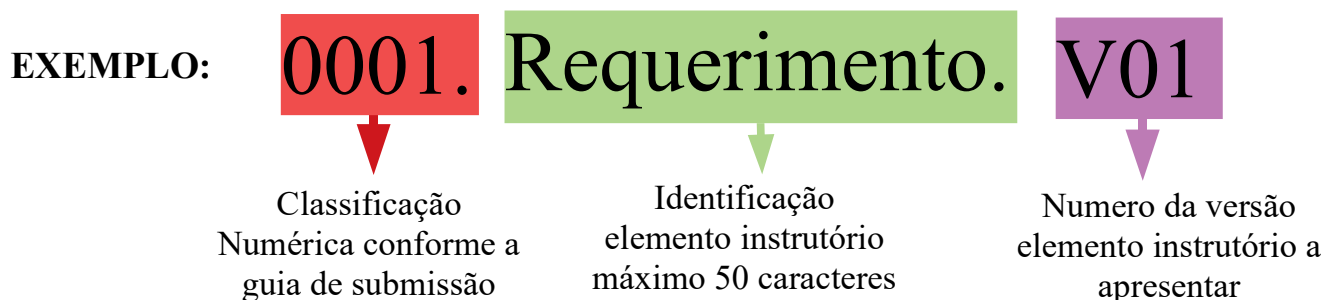 EXEMPLO: 0001. Requerimento. V01
Classificação
Numérica conforme a
guia de submissão
Identificação
elemento instrutório
máximo 50 caracteres
Numero da versão
elemento instrutório a
apresentar